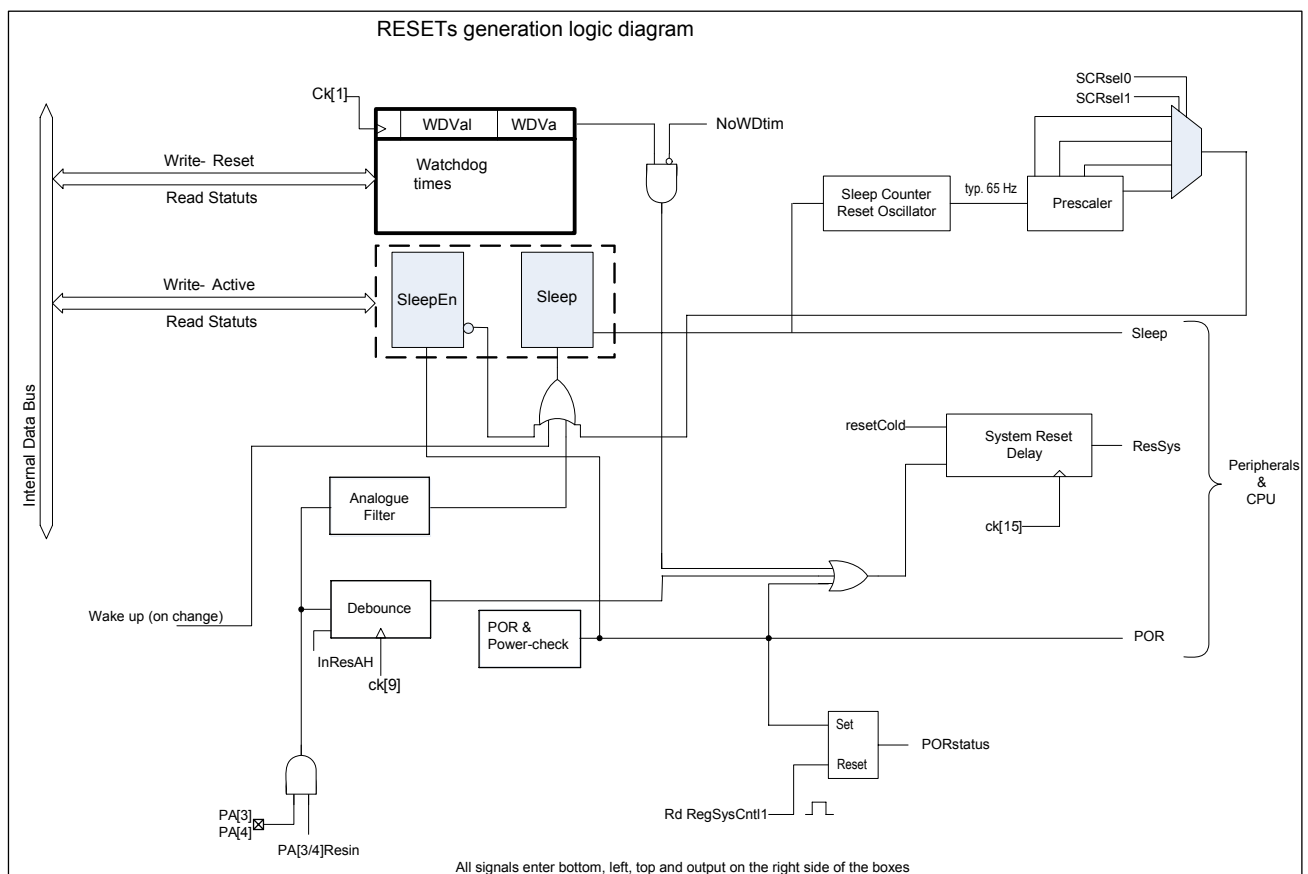 RESETs generation logic diagram
SCRsel0
SCRsel1
Ck[1]
WDVal
WDVa
NoWDtim
Write- Reset
Read Statuts
Watchdog
times
Sleep Counter
Reset Oscillator
typ. 65 Hz
Prescaler
Write- Active
Read Statuts
SleepEn
Sleep
Sleep
Internal Data Bus
resetCold
System Reset
Delay
ResSys
Peripherals
&
CPU
Analogue
Filter
ck[15]
Wake up (on change)
Debounce
InResAH
ck[9]
POR &
Power-check
POR
Set
Reset
PORstatus
Rd RegSysCntl1
PA[3]
PA[4]
PA[3/4]Resin
All signals enter bottom, left, top and output on the right side of the boxes